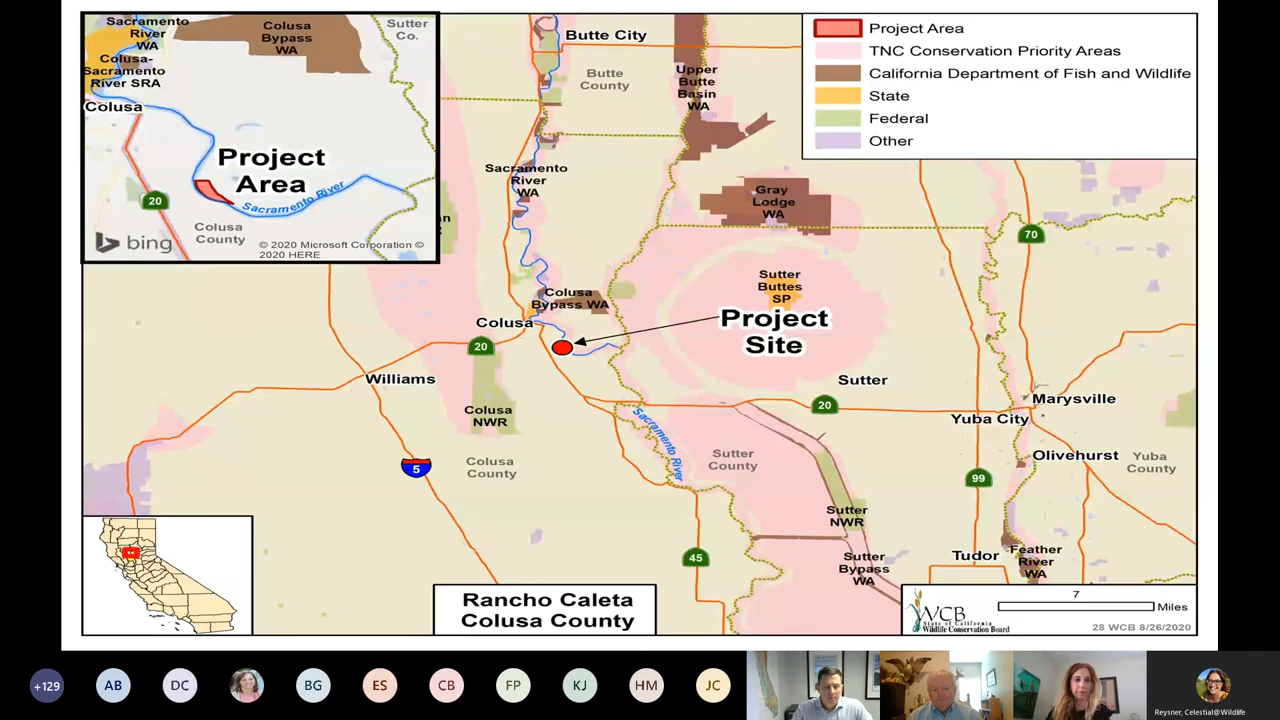 Sacramento
River
WA
Colusa
Bypass
WA
Sutter
Co.
Colusa-
Sacramento
River SRA
Colusa
Project
Area
Sacramento River
20
Colusa
County
bing
© 2020 Microsoft Corporation ©
2020 HERE
Butte City
Butte
County
Upper
Butte
Basin
WA
Project Area
TNC Conservation Priority Areas
California Department of Fish and Wildlife
State
Federal
Other
Sacramento
River
WA
Gray
Lodge
WA
70
Sutter
Buttes
SP
Colusa
Bypass WA
Colusa
Project
Site
20
Williams
Sutter
20
Marysville
Yuba City
Colusa
NWR
Sacramento River
Olivehurst
Yuba
County
Colusa
County
5
Sutter
County
99
Sutter
NWR
45
Sutter
Bypass
WA
Tudor
Feather
River
WA
Rancho Caleta
Colusa County
WCB
State of California
Wildlife Conservation Board
7
Miles
28 WCB 8/26/2020
+129
AB
DC
BG
ES
CB
FP
KJ
HM
JC
Reysner, Celestial@Wildlife